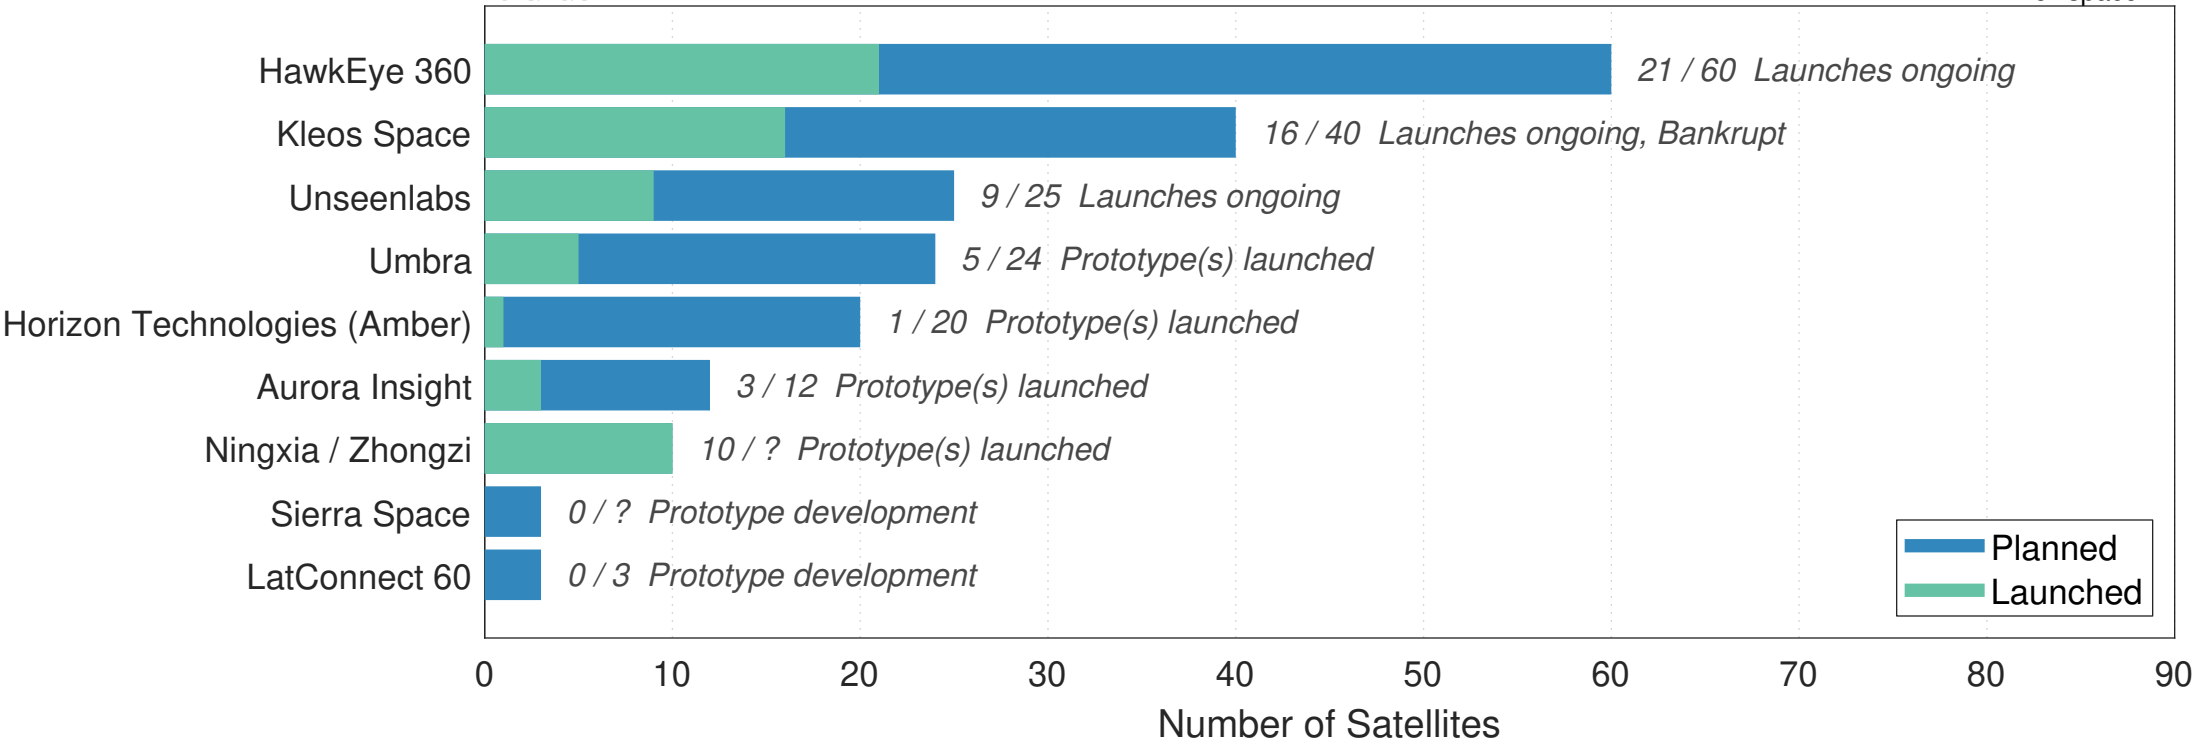 HawkEye 360 21 / 60 Launches ongoing
Kleos Space 16 / 40 Launches ongoing, Bankrupt
Unseenlabs 9 / 25 Launches ongoing
Umbra 5 / 24 Prototype(s) launched
Horizon Technologies (Amber) 1 / 20 Prototype(s) launched
Aurora Insight 3 / 12 Prototype(s) launched
Ningxia / Zhongzi 10 / ? Prototype(s) launched
Sierra Space 0 / ? Prototype development
LatConnect 60 0 / 3 Prototype development
Planned
Launched
0 10 20 30 40 50 60 70 80 90
Number of Satellites